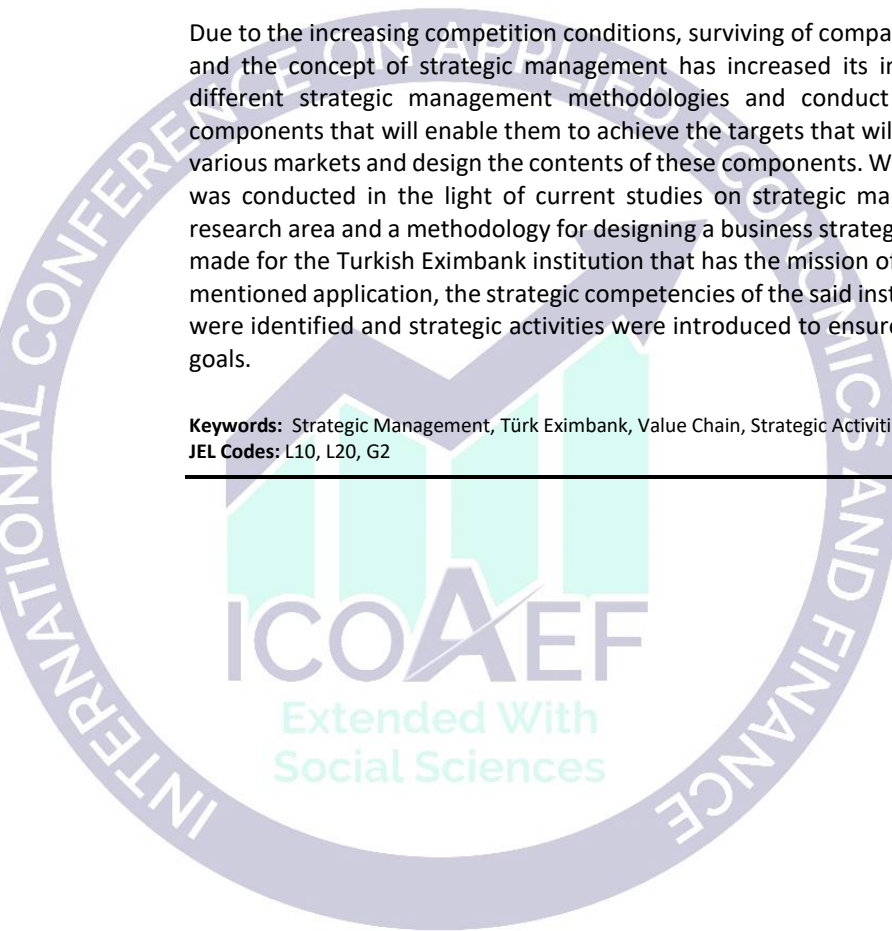 Due to the increasing competition conditions, surviving of compa
and the concept of strategic management has increased its i
different strategic management methodologies and conduct
components that will enable them to achieve the targets that wil
various markets and design the contents of these components. W
was conducted in the light of current studies on strategic ma
research area and a methodology for designing a business strateg
made for the Turkish Eximbank institution that has the mission of
mentioned application, the strategic competencies of the said inst
were identified and strategic activities were introduced to ensure
goals.
Keywords: Strategic Management, Türk Eximbank, Value Chain, Strategic Activiti
JEL Codes: L10, L20, G2
INTERNATIONAL CONFERENCE ON APPLIED ECONOMICS AND FINANCE
ICOAEF
Extended With
Social Sciences